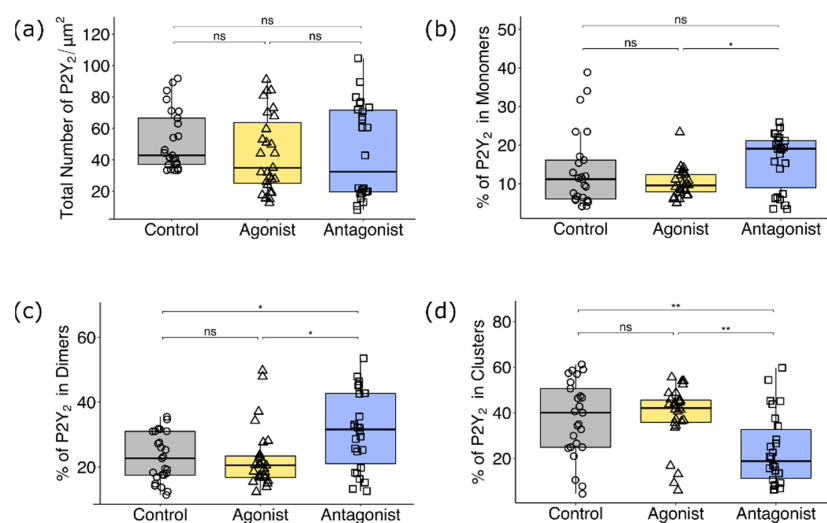 (a)
Total Number of P2Y₂/µm²
120
100
80
60
40
20
ns
ns
ns
Control
Agonist
Antagonist
(b)
% of P2Y₂ in Monomers
50
40
30
20
10
ns
ns
*
Control
Agonist
Antagonist
(c)
% of P2Y₂ in Dimers
60
40
20
*
ns
*
Control
Agonist
Antagonist
(d)
% of P2Y₂ in Clusters
80
60
40
20
**
ns
**
Control
Agonist
Antagonist